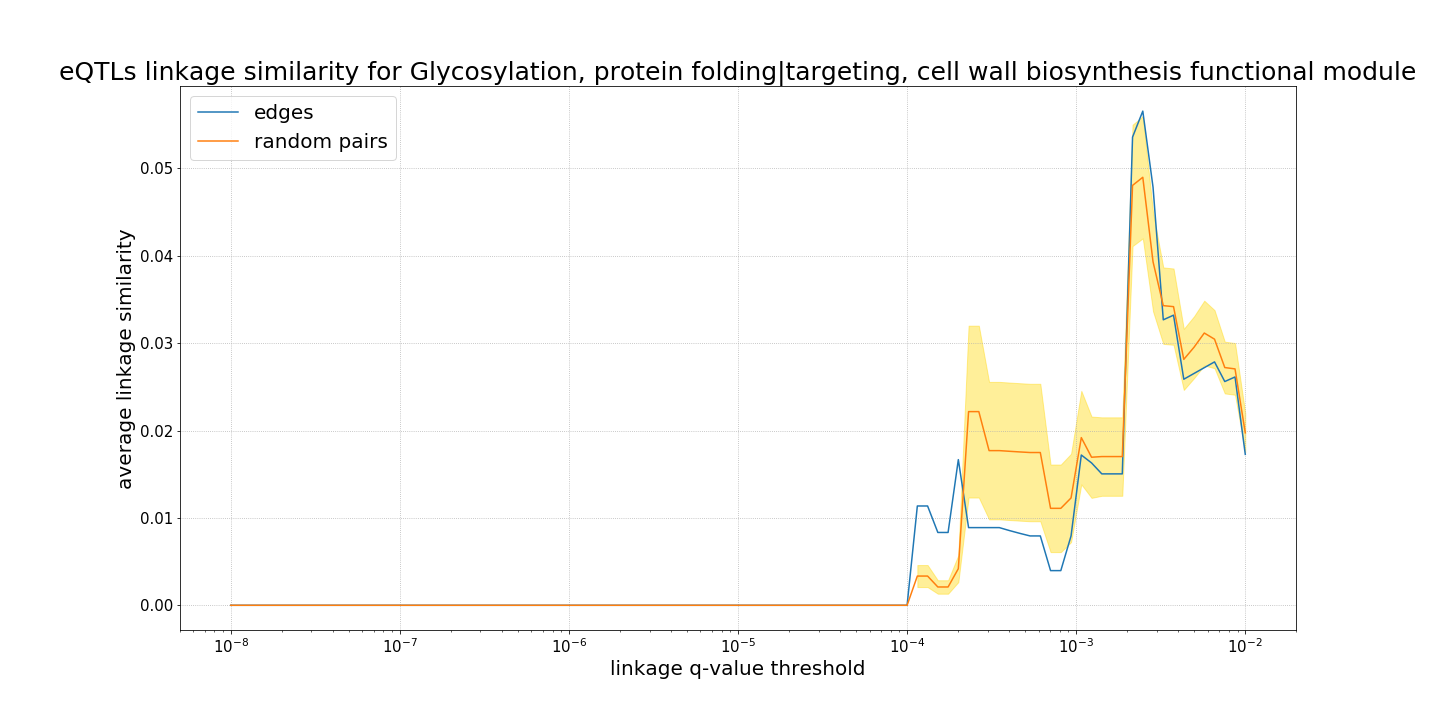 eQTLs linkage similarity for Glycosylation, protein folding|targeting, cell wall biosynthesis functional module
edges
random pairs
0.05
0.04
0.03
0.02
0.01
0.00
average linkage similarity
10⁻⁸ 10⁻⁷ 10⁻⁶ 10⁻⁵ 10⁻⁴ 10⁻³ 10⁻²
linkage q-value threshold